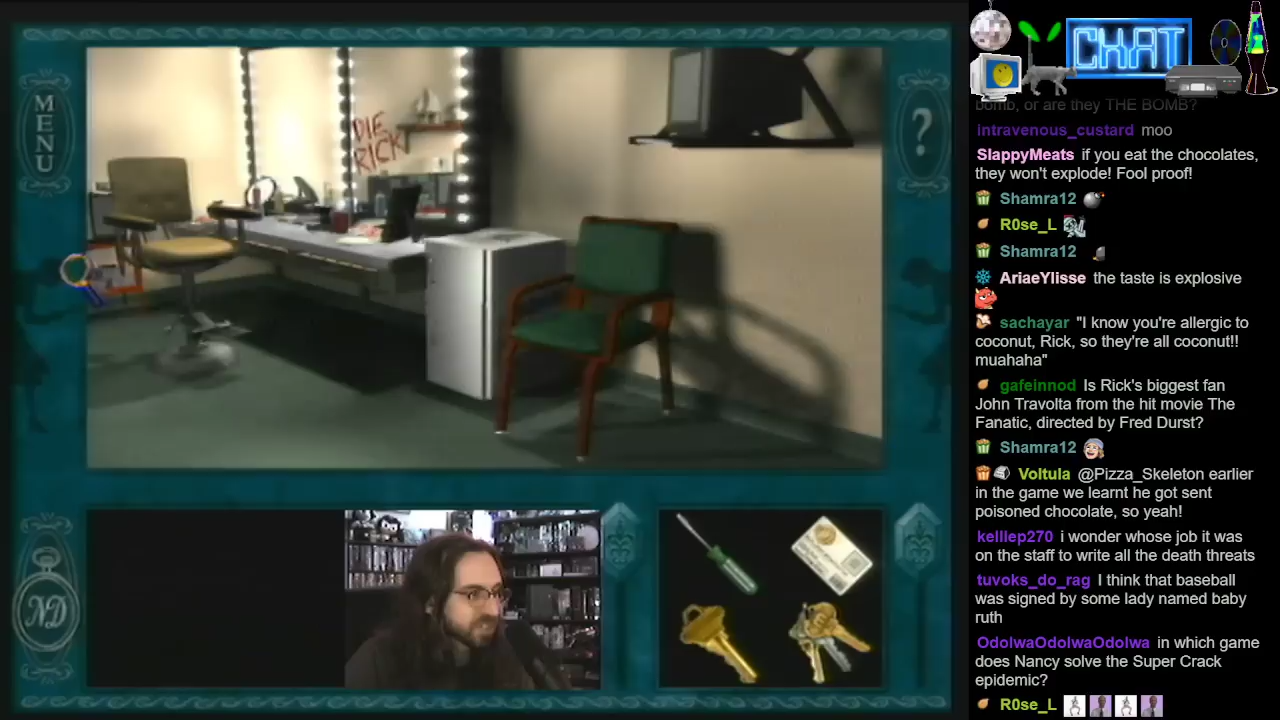 MENU
?
DIE
RICK
ND
CHAT
bomb, or are they THE BOMB?
intravenous_custard moo
SlappyMeats if you eat the chocolates,
they won't explode! Fool proof!
Shamra12
R0se_L
Shamra12
AriaeYlisse the taste is explosive
sachayar "I know you're allergic to
coconut, Rick, so they're all coconut!!
muahaha"
gafeinnod Is Rick's biggest fan
John Travolta from the hit movie The
Fanatic, directed by Fred Durst?
Shamra12
Voltula @Pizza_Skeleton earlier
in the game we learnt he got sent
poisoned chocolate, so yeah!
kelllep270 i wonder whose job it was
on the staff to write all the death threats
tuvoks_do_rag I think that baseball
was signed by some lady named baby
ruth
OdolwaOdolwaOdolwa in which game
does Nancy solve the Super Crack
epidemic?
R0se_L